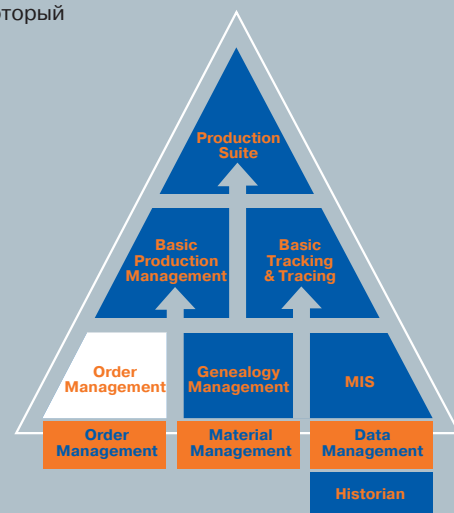 оторый
Production
Suite
Basic
Production
Management
Basic
Tracking
& Tracing
Order
Management
Genealogy
Management
MIS
Order
Management
Material
Management
Data
Management
Historian